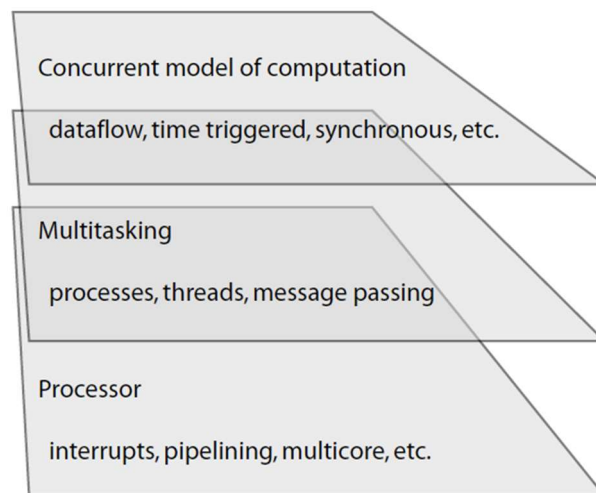 Concurrent model of computation
dataflow, time triggered, synchronous, etc.
Multitasking
processes, threads, message passing
Processor
interrupts, pipelining, multicore, etc.